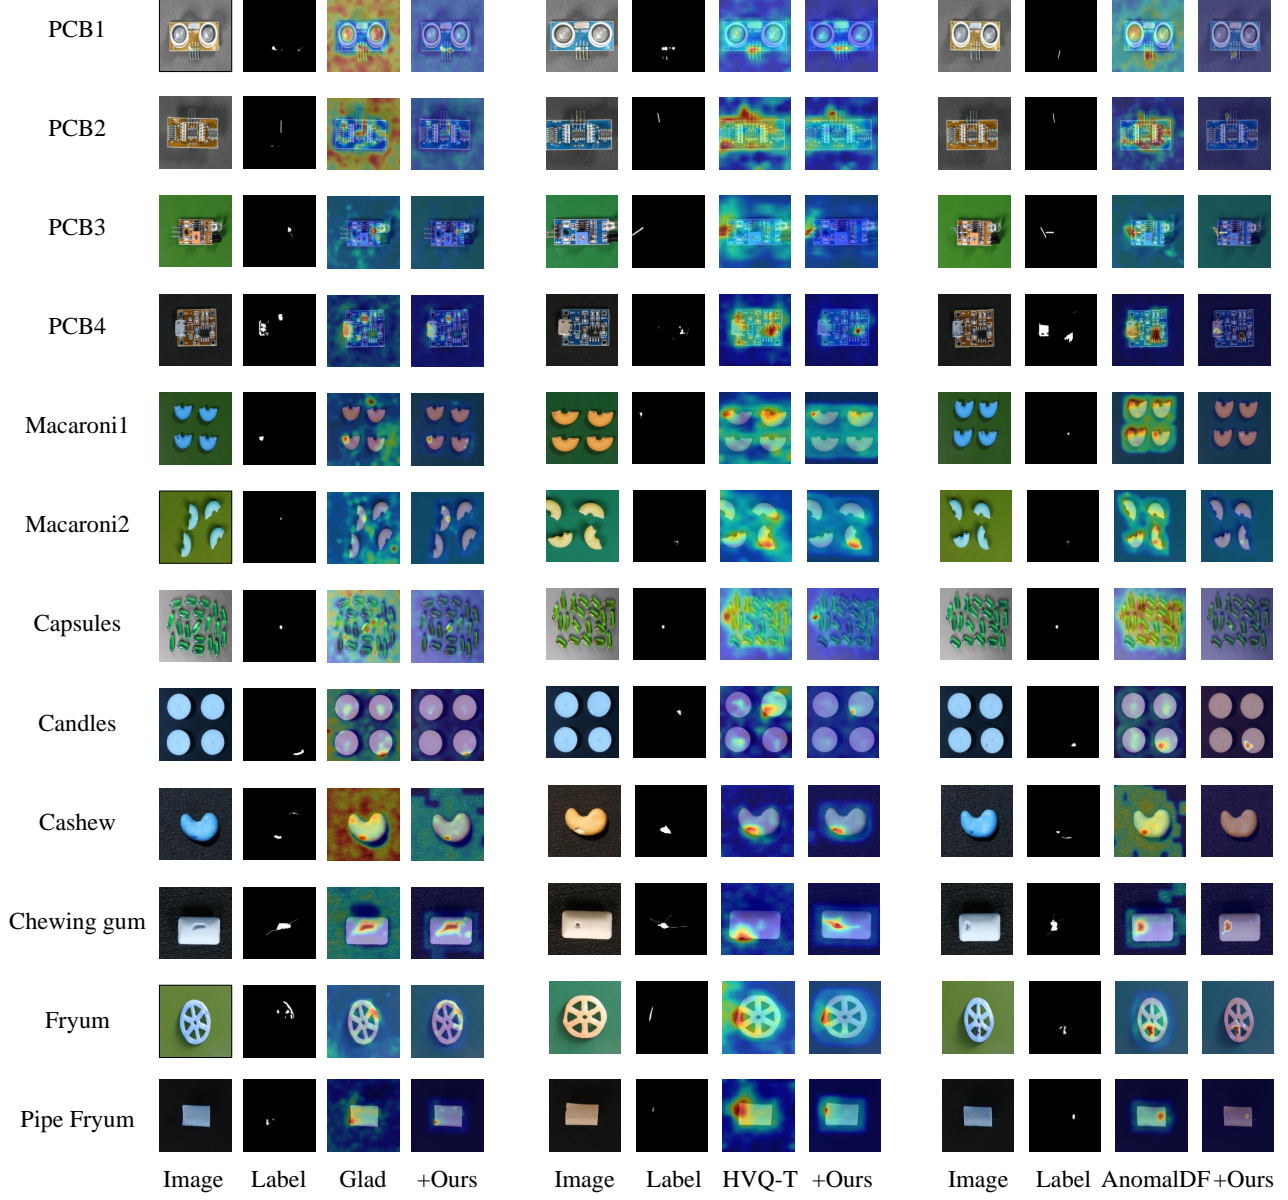 PCB1
PCB2
PCB3
PCB4
Macaroni1
Macaroni2
Capsules
Candles
Cashew
Chewing gum
Fryum
Pipe Fryum
Image Label Glad +Ours Image Label HVQ-T +Ours Image Label AnomalDF +Ours